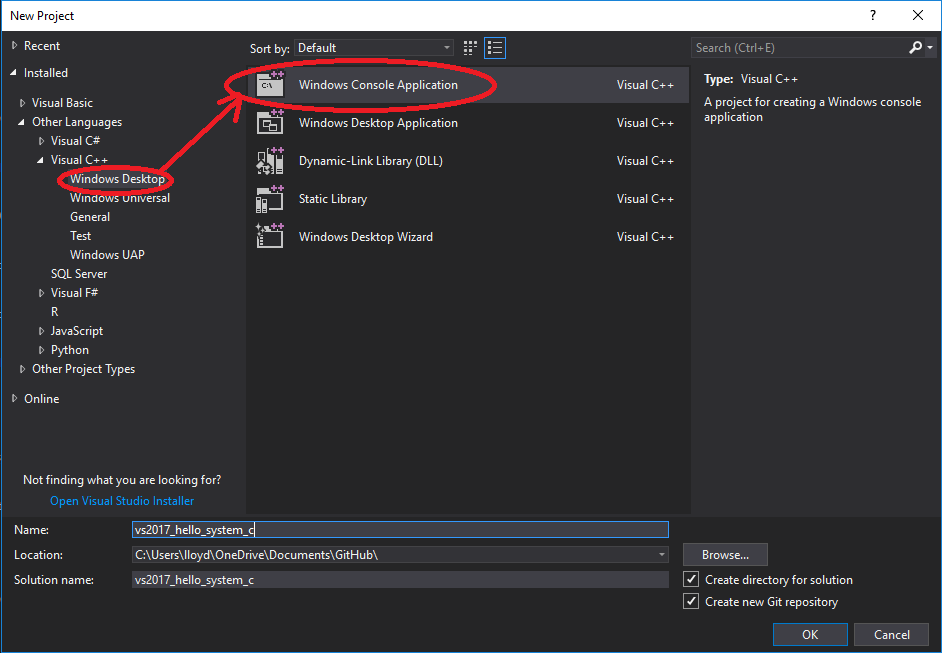 New Project
Recent
Installed
Visual Basic
Other Languages
Visual C#
Visual C++
Windows Desktop
Windows Universal
General
Test
Windows UAP
SQL Server
Visual F#
R
JavaScript
Python
Other Project Types
Online
Not finding what you are looking for?
Open Visual Studio Installer
Sort by: Default
Windows Console Application Visual C++
Windows Desktop Application Visual C++
Dynamic-Link Library (DLL) Visual C++
Static Library Visual C++
Windows Desktop Wizard Visual C++
Search (Ctrl+E)
Type: Visual C++
A project for creating a Windows console
application
Name: vs2017_hello_system_c
Location: C:\Users\lloyd\OneDrive\Documents\GitHub\
Browse...
Solution name: vs2017_hello_system_c
Create directory for solution
Create new Git repository
OK Cancel